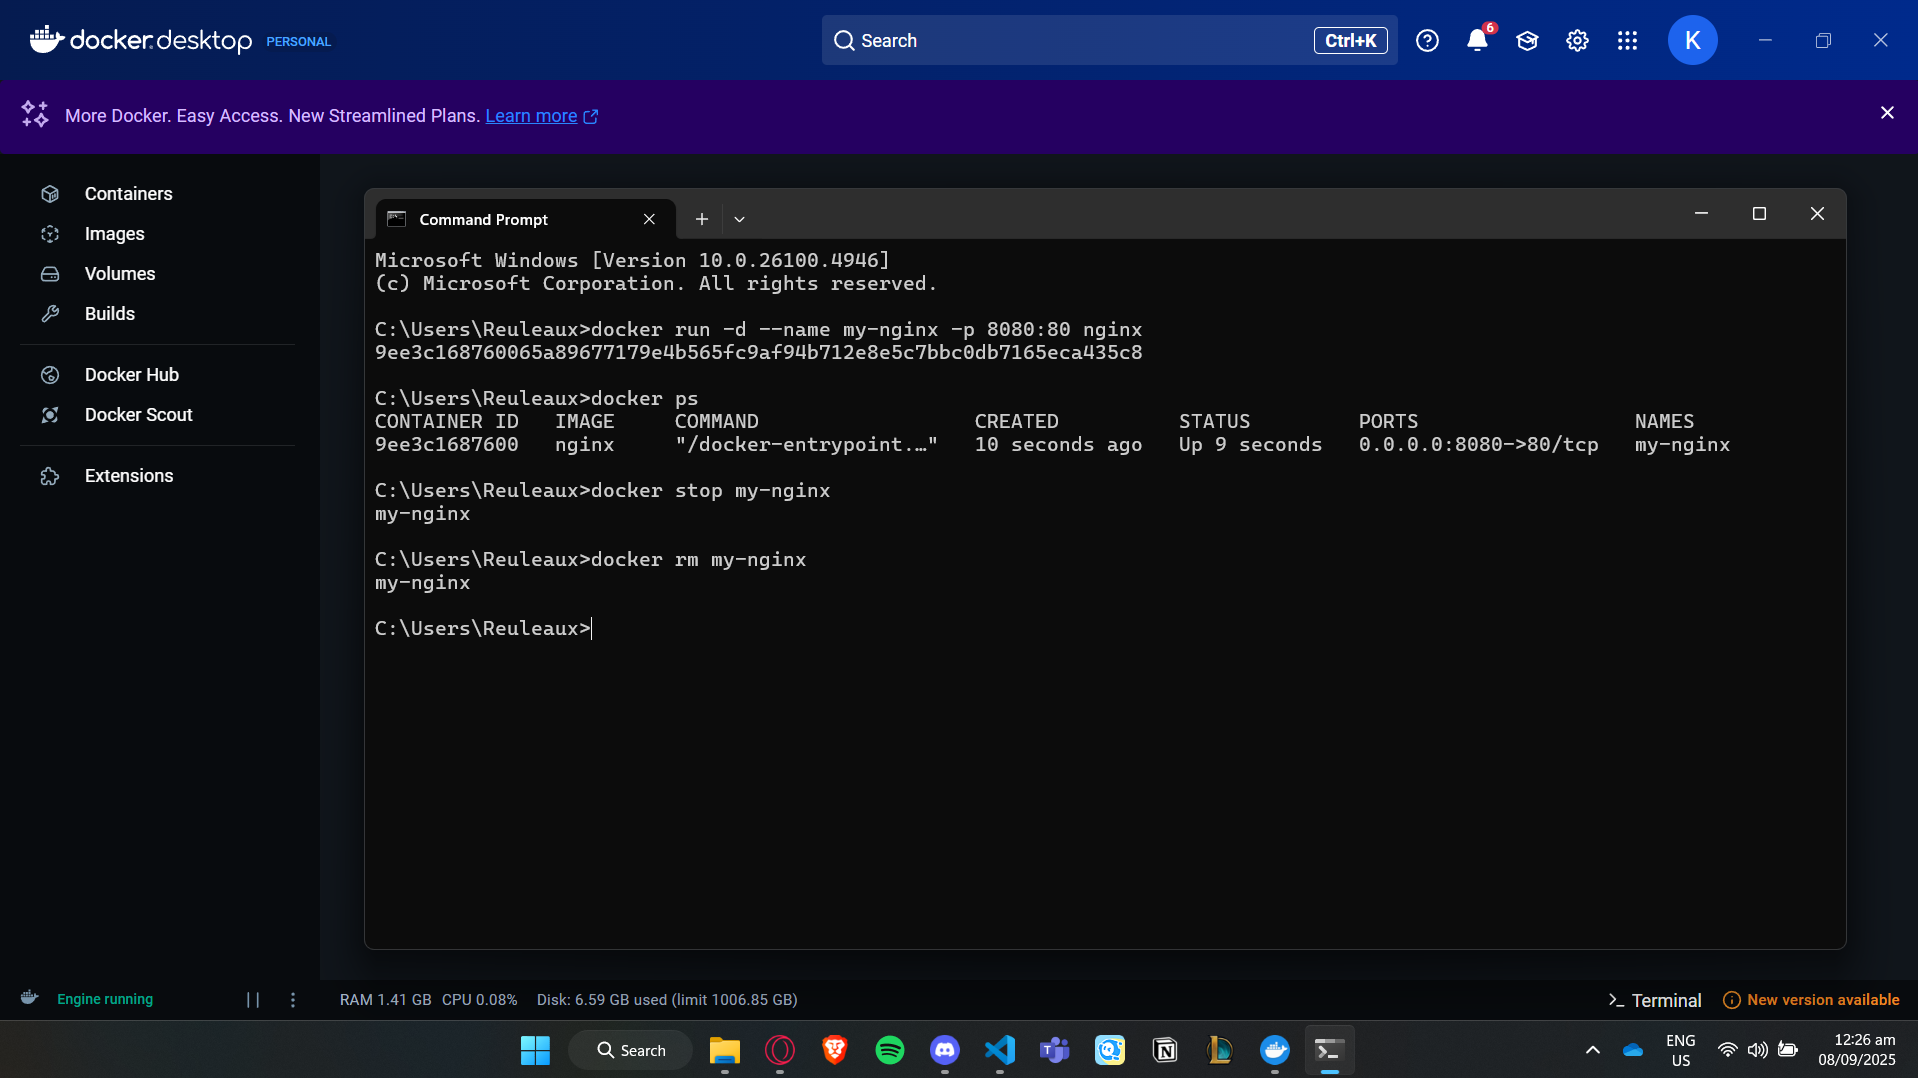 docker.desktop PERSONAL
Search Ctrl+K
6
K
More Docker. Easy Access. New Streamlined Plans. Learn more
Containers
Images
Volumes
Builds
Docker Hub
Docker Scout
Extensions
Command Prompt
Microsoft Windows [Version 10.0.26100.4946]
(c) Microsoft Corporation. All rights reserved.
C:\Users\Reuleaux>docker run -d --name my-nginx -p 8080:80 nginx
9ee3c168760065a89677179e4b565fc9af94b712e8e5c7bbc0db7165eca435c8
C:\Users\Reuleaux>docker ps
CONTAINER ID   IMAGE     COMMAND                  CREATED          STATUS         PORTS                  NAMES
9ee3c1687600   nginx     "/docker-entrypoint.…"   10 seconds ago   Up 9 seconds   0.0.0.0:8080->80/tcp   my-nginx
C:\Users\Reuleaux>docker stop my-nginx
my-nginx
C:\Users\Reuleaux>docker rm my-nginx
my-nginx
C:\Users\Reuleaux>
Engine running
RAM 1.41 GB CPU 0.08% Disk: 6.59 GB used (limit 1006.85 GB)
Terminal
New version available
Search
ENG
US
12:26 am
08/09/2025